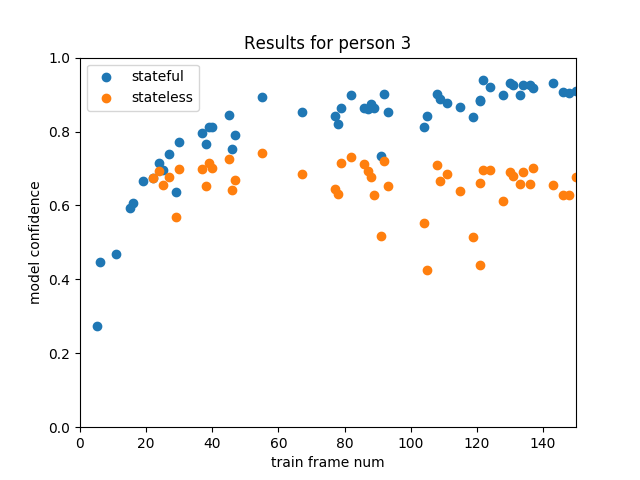 Results for person 3
stateful
stateless
model confidence
1.0
0.8
0.6
0.4
0.2
0.0
0 20 40 60 80 100 120 140
train frame num